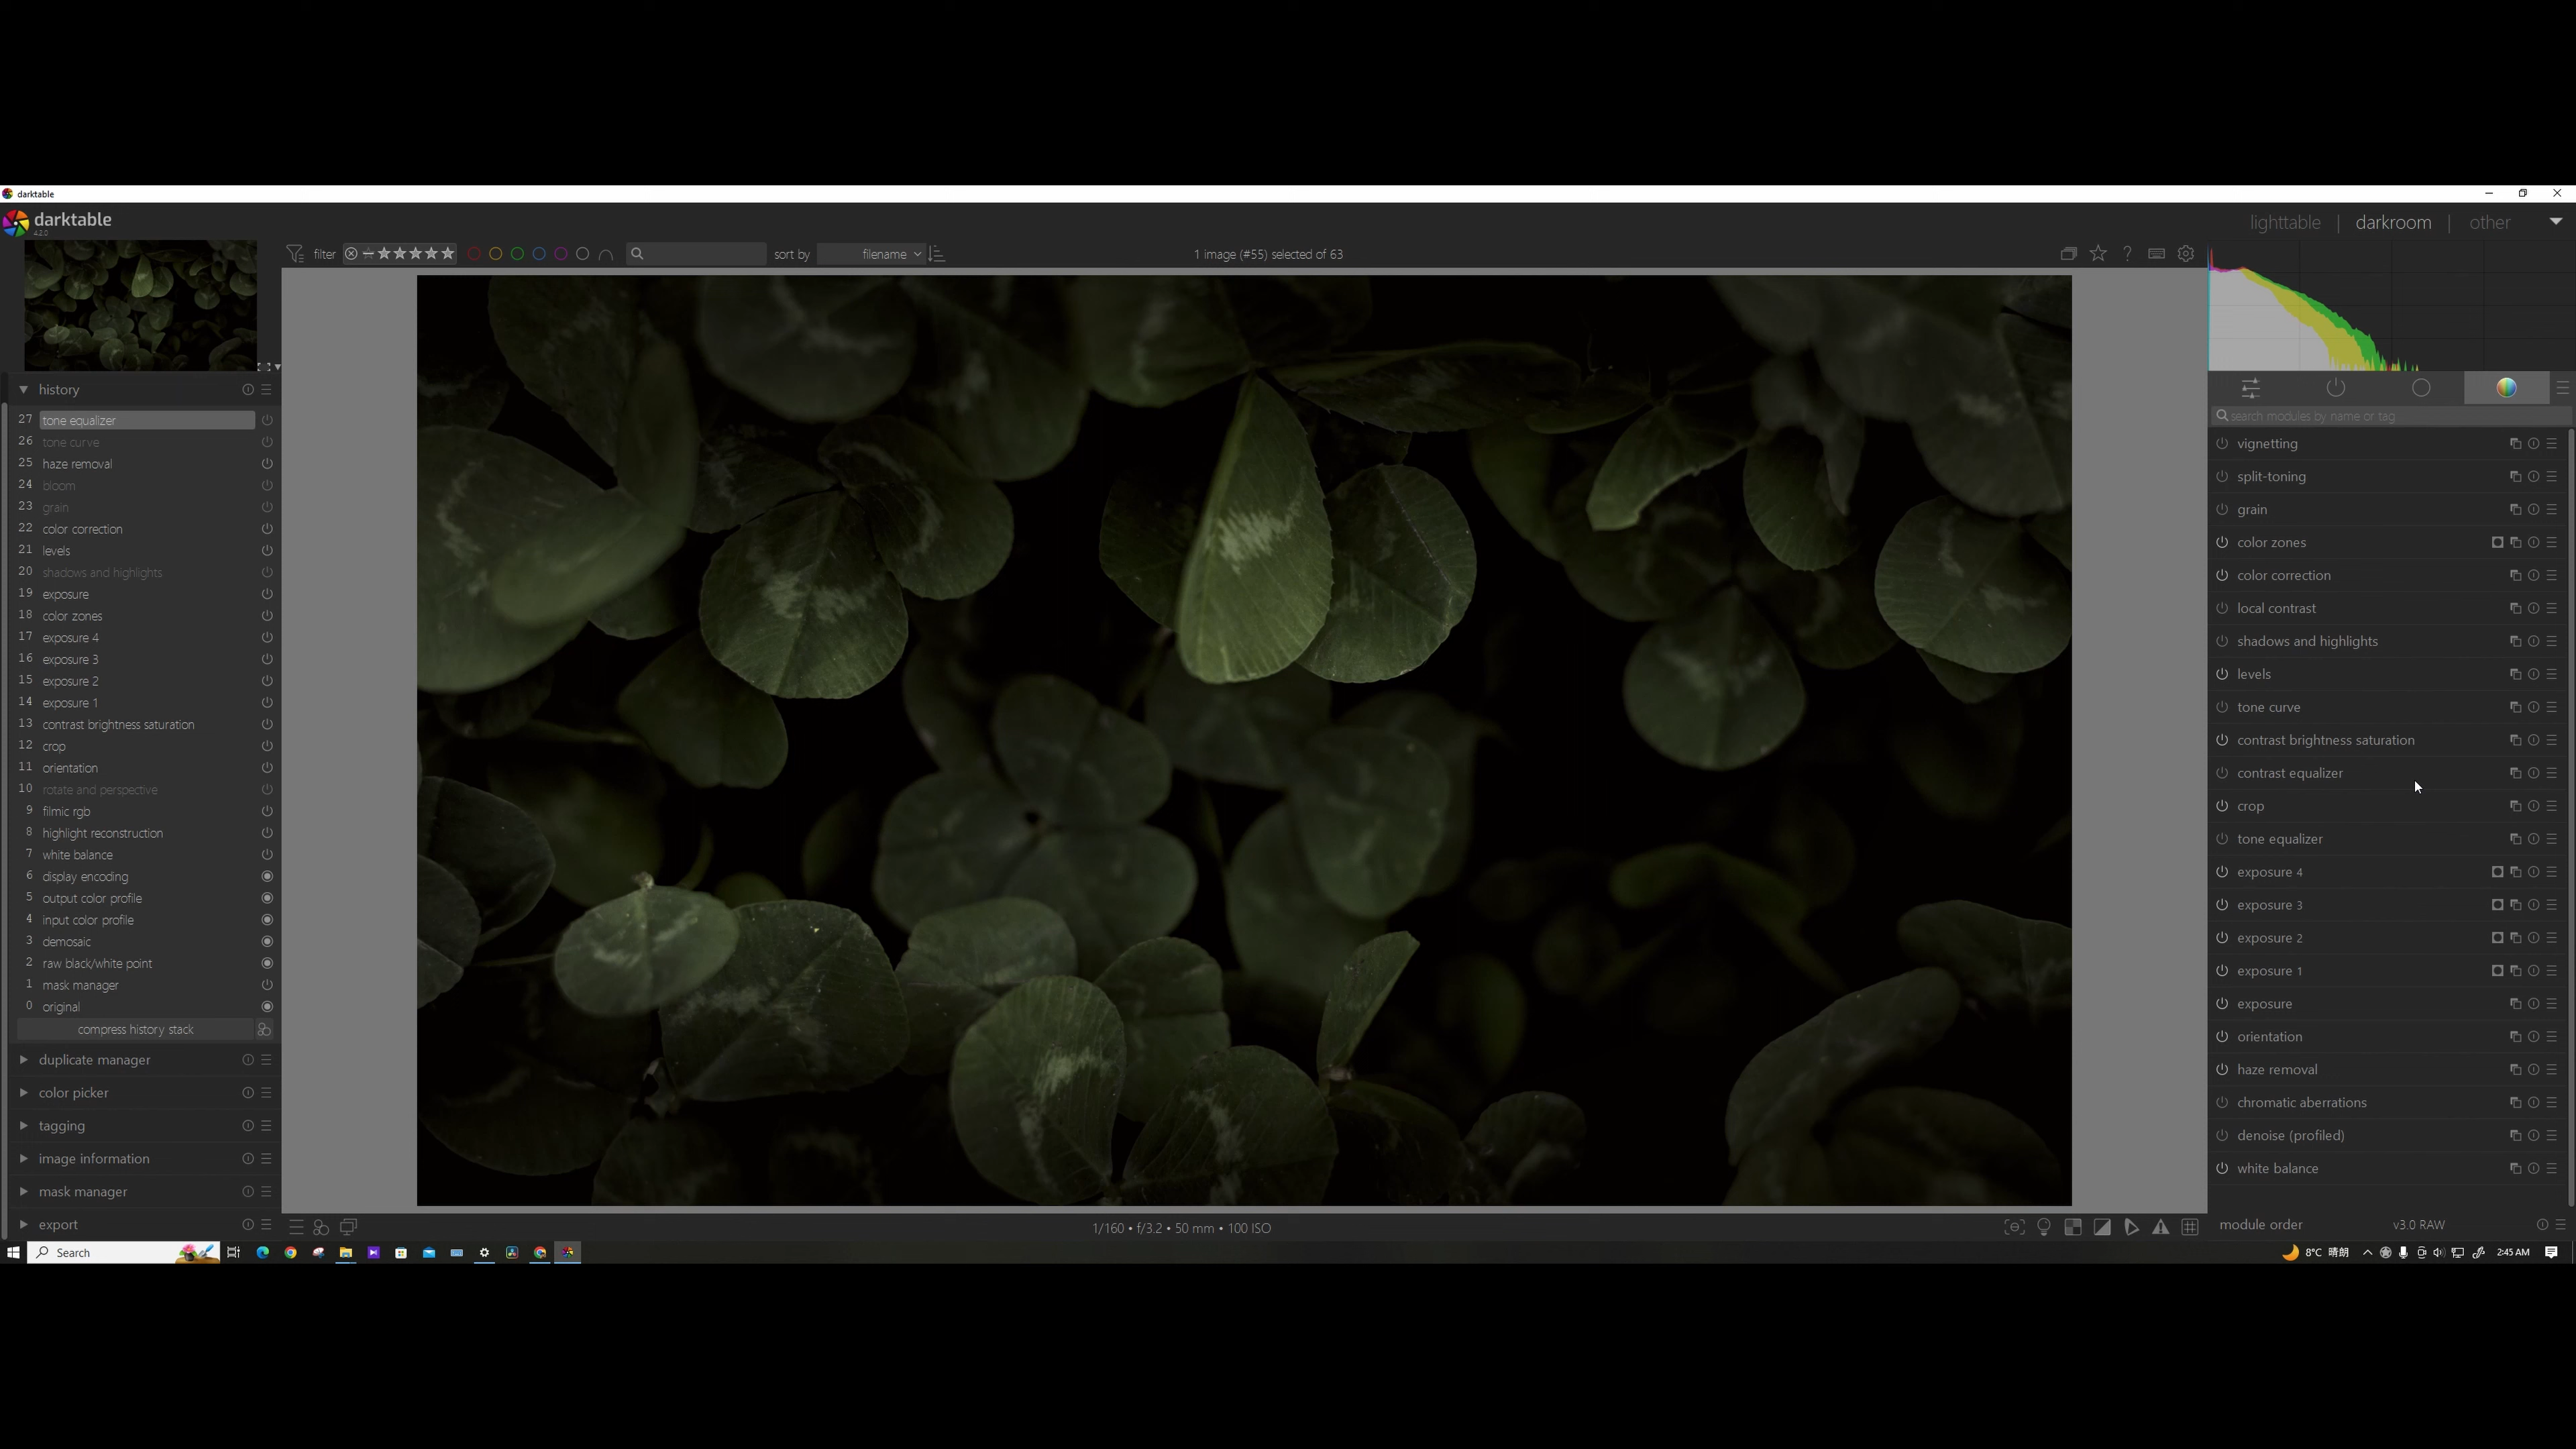 darktable
darktable
4.2.0
lighttable | darkroom | other
filter
sort by filename
1 image (#55) selected of 63
history
27 tone equalizer
26 tone curve
25 haze removal
24 bloom
23 grain
22 color correction
21 levels
20 shadows and highlights
19 exposure
18 color zones
17 exposure 4
16 exposure 3
15 exposure 2
14 exposure 1
13 contrast brightness saturation
12 crop
11 orientation
10 rotate and perspective
9 filmic rgb
8 highlight reconstruction
7 white balance
6 display encoding
5 output color profile
4 input color profile
3 demosaic
2 raw black/white point
1 mask manager
0 original
compress history stack
duplicate manager
color picker
tagging
image information
mask manager
export
1/160 • f/3.2 • 50 mm • 100 ISO
search modules by name or tag
vignetting
split-toning
grain
color zones
color correction
local contrast
shadows and highlights
levels
tone curve
contrast brightness saturation
contrast equalizer
crop
tone equalizer
exposure 4
exposure 3
exposure 2
exposure 1
exposure
orientation
haze removal
chromatic aberrations
denoise (profiled)
white balance
module order v3.0 RAW
Search
8°C 晴朗
2:45 AM